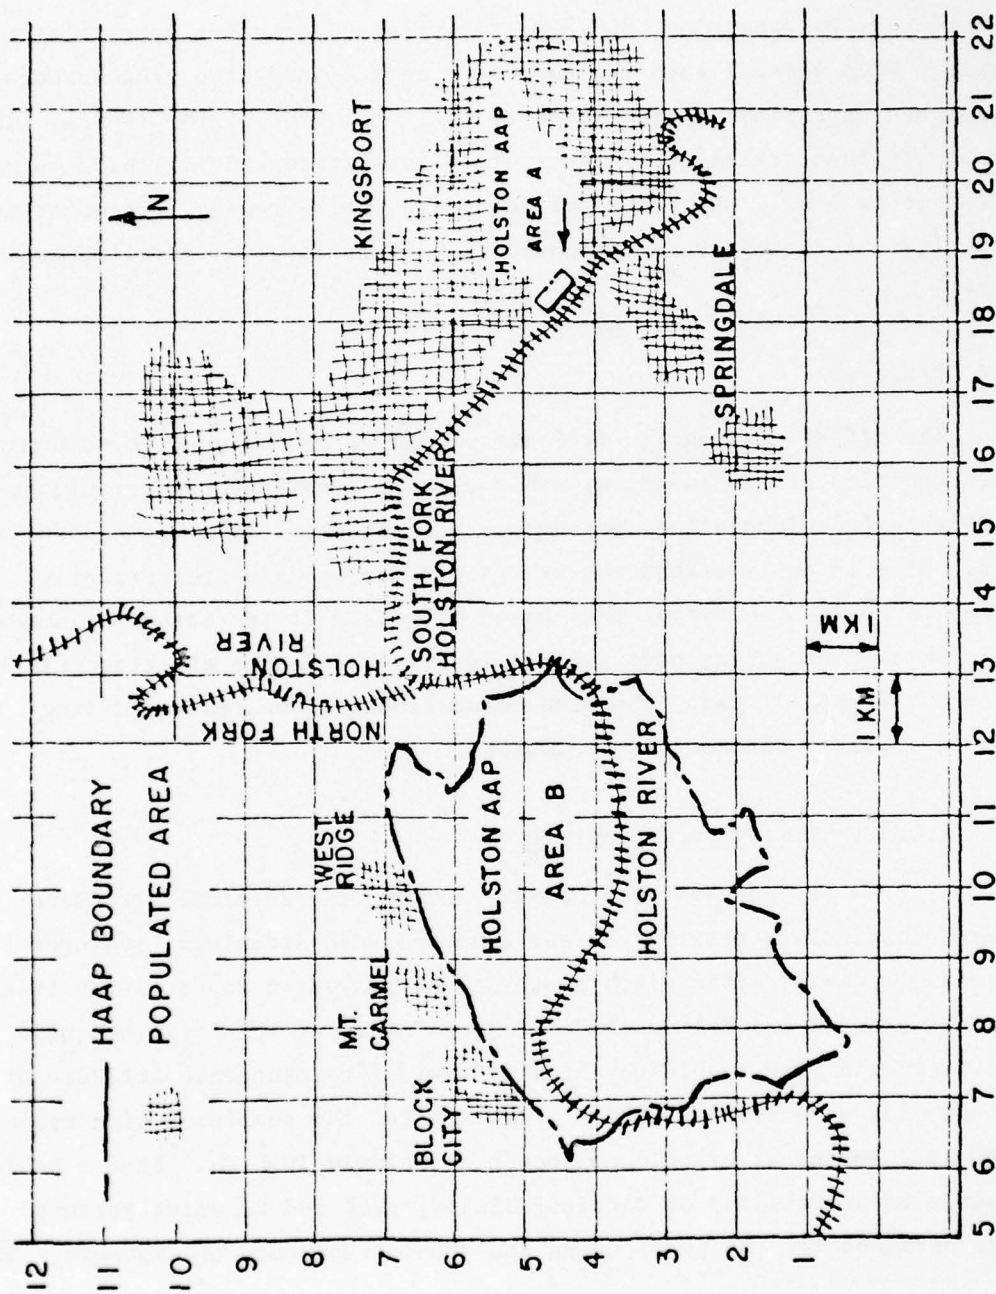 HAAP BOUNDARY
POPULATED AREA
N
KINGSPORT
HOLSTON AAP
AREA A
SPRINGDALE
SOUTH FORK
HOLSTON RIVER
NORTH FORK
HOLSTON
RIVER
WEST
RIDGE
MT.
CARMEL
BLOCK
CITY
HOLSTON AAP
AREA B
HOLSTON RIVER
1 KM
1 KM
12
11
10
9
8
7
6
5
4
3
2
1
5 6 7 8 9 10 11 12 13 14 15 16 17 18 19 20 21 22